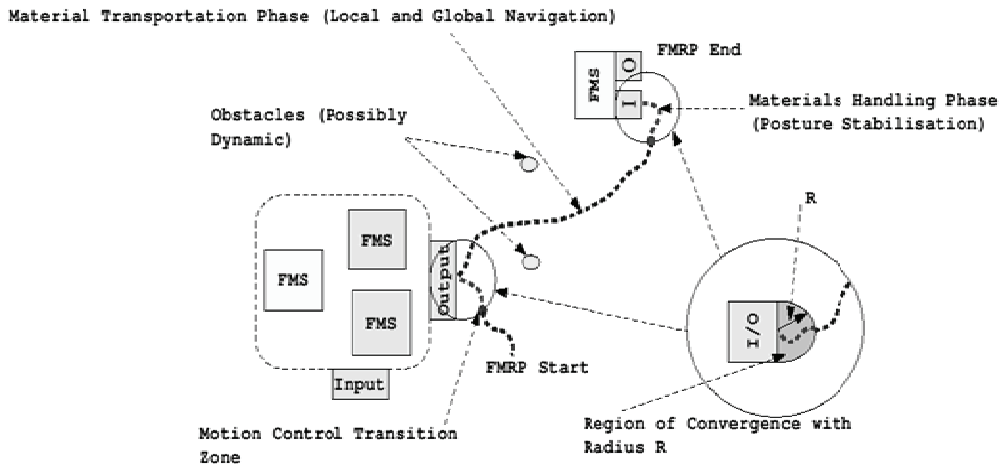 Material Transportation Phase (Local and Global Navigation)
FMRP End
FMS
O
I
Materials Handling Phase
(Posture Stabilisation)
Obstacles (Possibly
Dynamic)
R
FMS
FMS
FMS
Output
I/O
FMRP Start
Input
Region of Convergence with
Radius R
Motion Control Transition
Zone